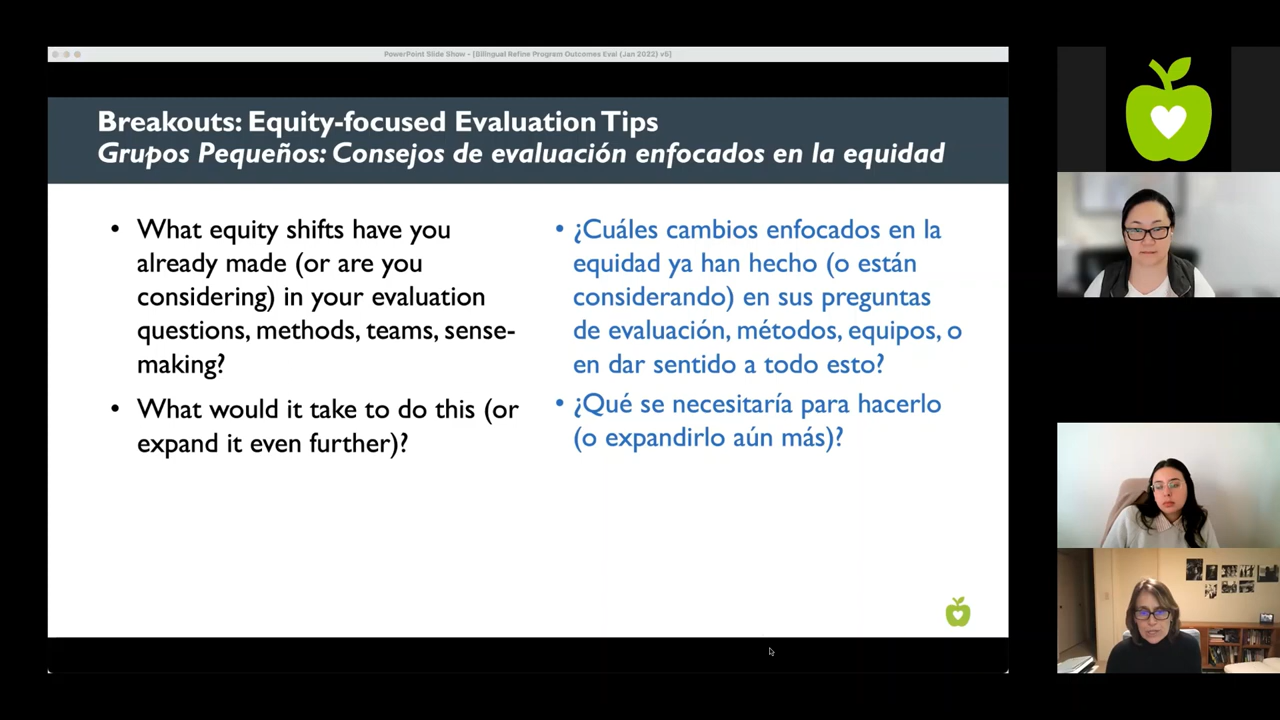 PowerPoint Slide Show - [Bilingual Refine Program Outcomes Eval (Jan 2022) v6]
Breakouts: Equity-focused Evaluation Tips
Grupos Pequeños: Consejos de evaluación enfocados en la equidad
• What equity shifts have you
already made (or are you
considering) in your evaluation
questions, methods, teams, sense-
making?
• What would it take to do this (or
expand it even further)?
• ¿Cuáles cambios enfocados en la
equidad ya han hecho (o están
considerando) en sus preguntas
de evaluación, métodos, equipos, o
en dar sentido a todo esto?
• ¿Qué se necesitaría para hacerlo
(o expandirlo aún más)?